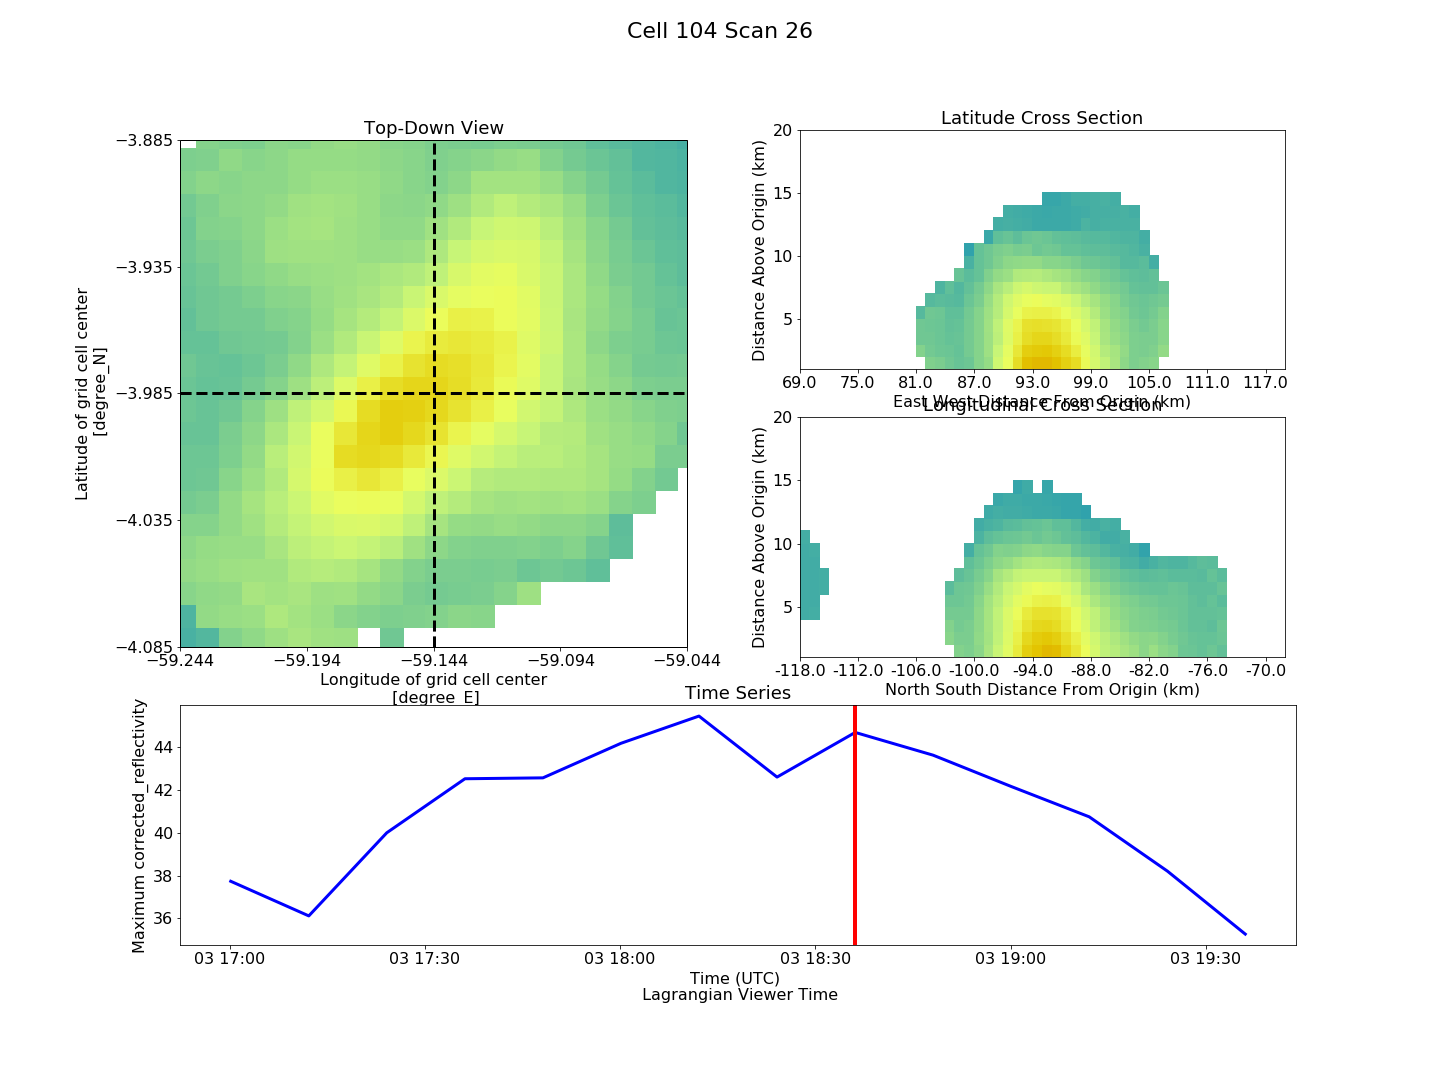 Cell 104 Scan 26
Top-Down View
−3.885
−3.935
−3.985
−4.035
−4.085
Latitude of grid cell center
[degree_N]
−59.244 −59.194 −59.144 −59.094 −59.044
Longitude of grid cell center
[degree_E]
Latitude Cross Section
20
15
10
5
Distance Above Origin (km)
69.0 75.0 81.0 87.0 93.0 99.0 105.0 111.0 117.0
East West Distance From Origin (km)
Longitudinal Cross Section
20
15
10
5
Distance Above Origin (km)
-118.0 -112.0 -106.0 -100.0 -94.0 -88.0 -82.0 -76.0 -70.0
North South Distance From Origin (km)
Time Series
44
42
40
38
36
Maximum corrected_reflectivity
03 17:00 03 17:30 03 18:00 03 18:30 03 19:00 03 19:30
Time (UTC)
Lagrangian Viewer Time